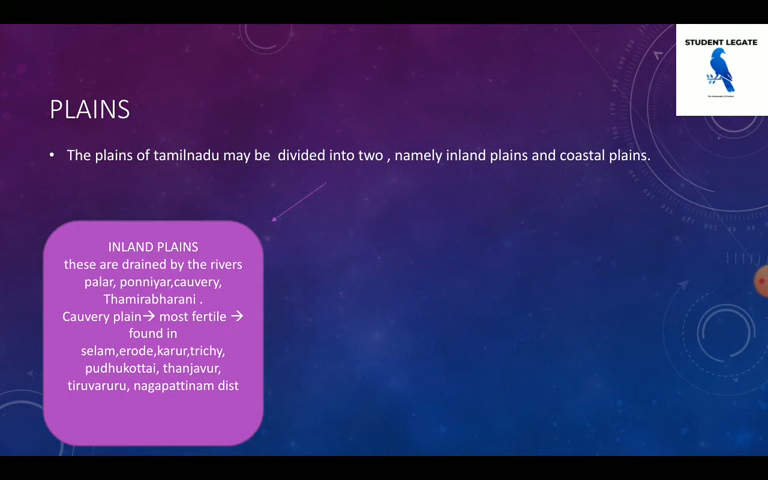 STUDENT LEGATE
PLAINS
• The plains of tamilnadu may be divided into two , namely inland plains and coastal plains.
INLAND PLAINS
these are drained by the rivers
palar, ponniyar,cauvery,
Thamirabharani .
Cauvery plain→ most fertile →
found in
selam,erode,karur,trichy,
pudhukottai, thanjavur,
tiruvaruru, nagapattinam dist